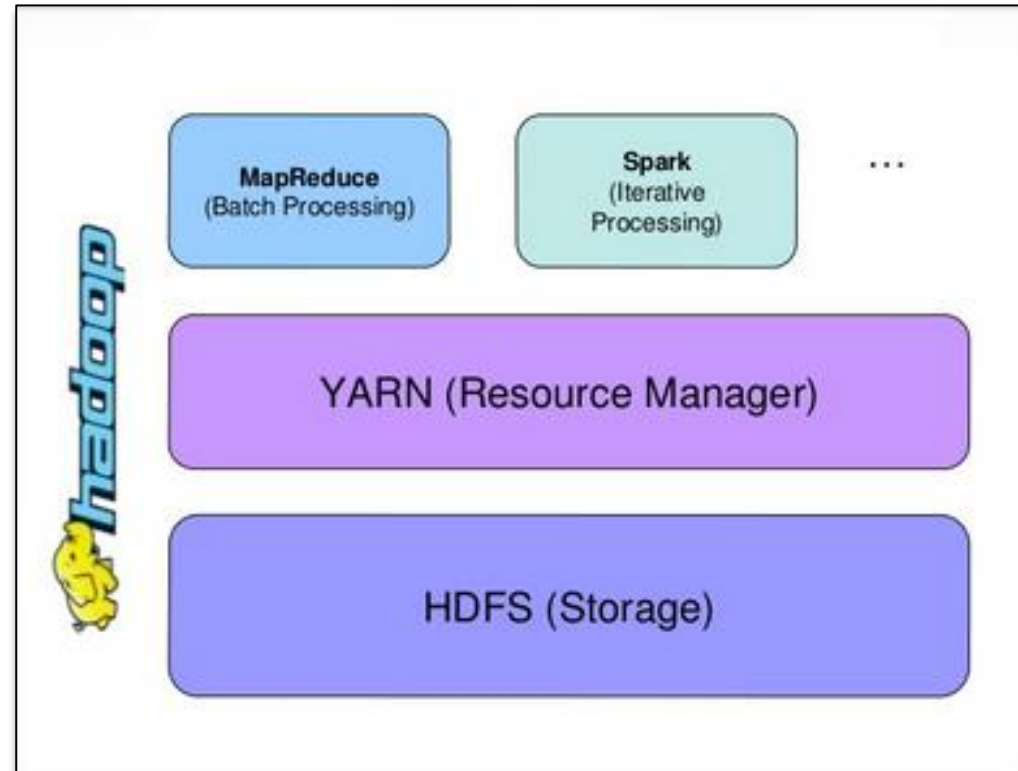 MapReduce
(Batch Processing)
Spark
(Iterative
Processing)
...
hadoop
YARN (Resource Manager)
HDFS (Storage)